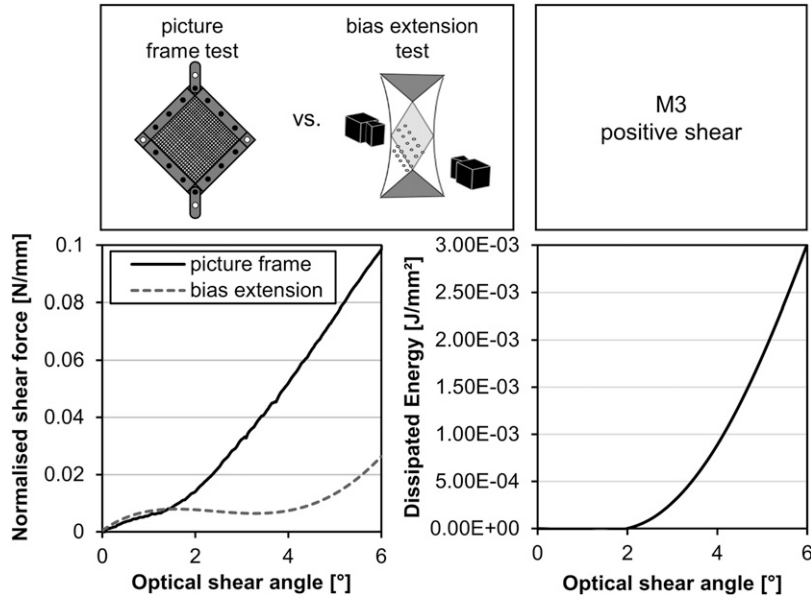 picture
frame test
vs.
bias extension
test
M3
positive shear
Normalised shear force [N/mm]
0.1
0.08
0.06
0.04
0.02
0
picture frame
bias extension
0 2 4 6
Optical shear angle [°]
Dissipated Energy [J/mm²]
3.00E-03
2.50E-03
2.00E-03
1.50E-03
1.00E-03
5.00E-04
0.00E+00
0 2 4 6
Optical shear angle [°]